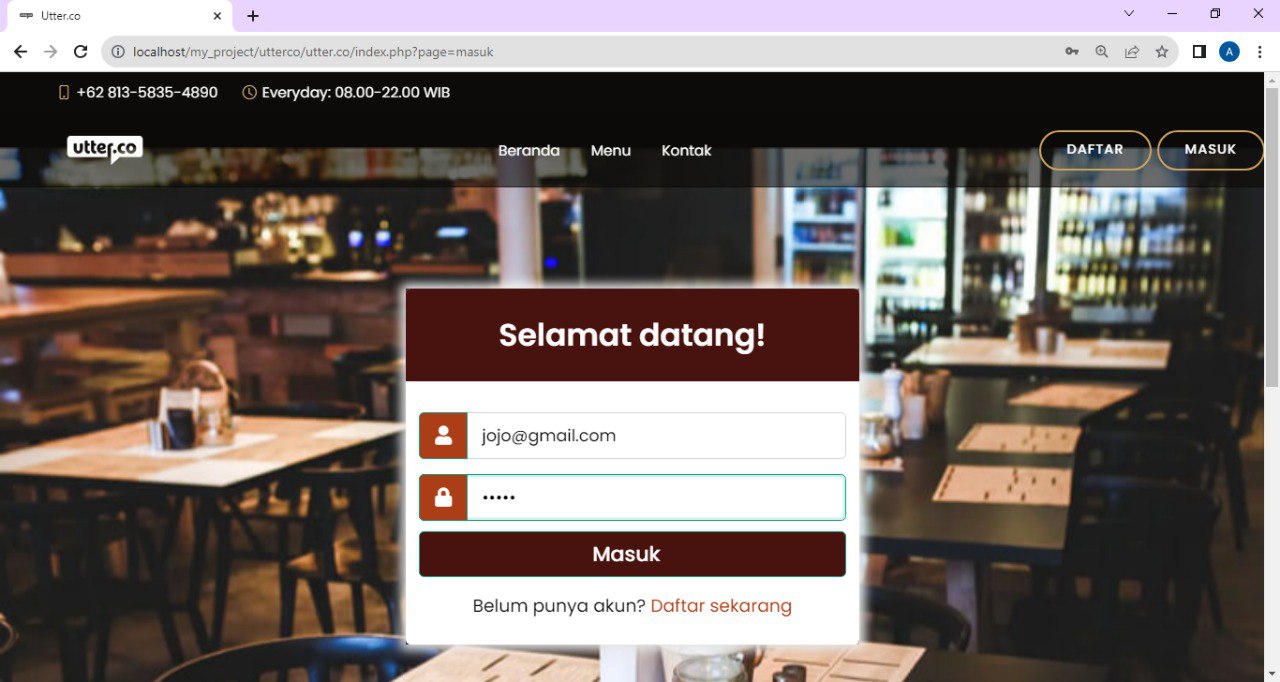 Utter.co
localhost/my_project/utterco/utter.co/index.php?page=masuk
A
+62 813-5835-4890 Everyday: 08.00-22.00 WIB
utter.co Beranda Menu Kontak DAFTAR MASUK
Selamat datang!
jojo@gmail.com
•••••
Masuk
Belum punya akun? Daftar sekarang